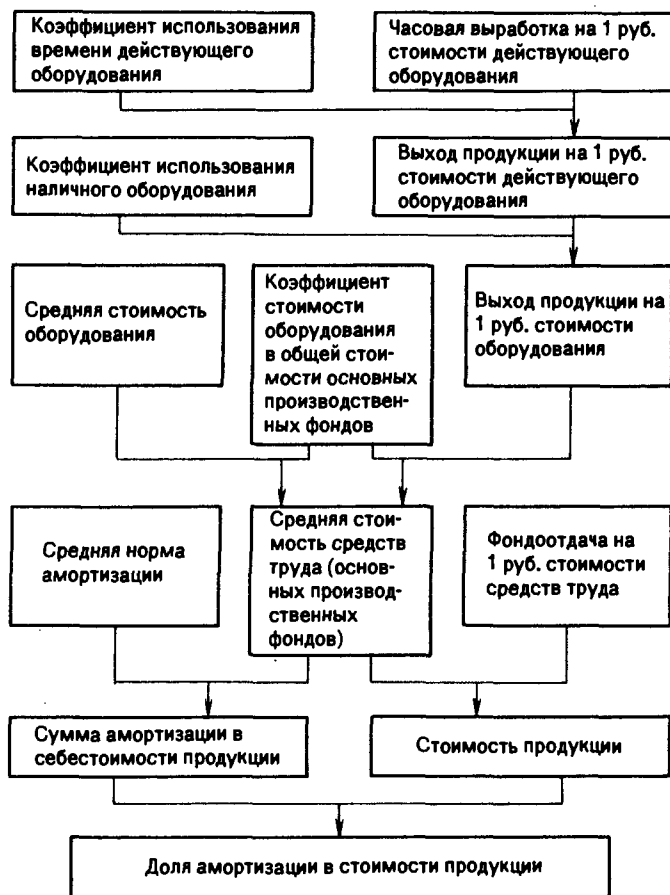 Коэффициент использования
времени действующего
оборудования
Часовая выработка на 1 руб.
стоимости действующего
оборудования
Коэффициент использования
наличного оборудования
Выход продукции на 1 руб.
стоимости действующего
оборудования
Средняя стоимость
оборудования
Коэффициент
стоимости
оборудования
в общей стои-
мости основных
производствен-
ных фондов
Выход продукции на
1 руб. стоимости
оборудования
Средняя норма
амортизации
Средняя стои-
мость средств
труда (основ-
ных производ-
ственных
фондов)
Фондоотдача на
1 руб. стоимости
средств труда
Сумма амортизации в
себестоимости продукции
Стоимость продукции
Доля амортизации в стоимости продукции